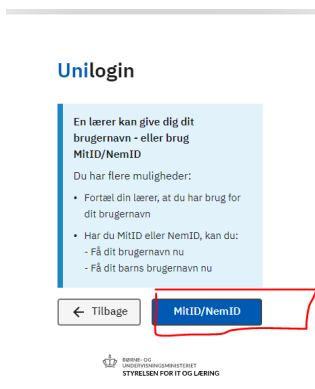 Unilogin
En lærer kan give dig dit
brugernavn - eller brug
MitID/NemID
Du har flere muligheder:
• Fortæl din lærer, at du har brug for
dit brugernavn
• Har du MitID eller NemID, kan du:
- Få dit brugernavn nu
- Få dit barns brugernavn nu
← Tilbage
MitID/NemID
BØRNE- OG
UNDERVISNINGSMINISTERIET
STYRELSEN FOR IT OG LÆRING